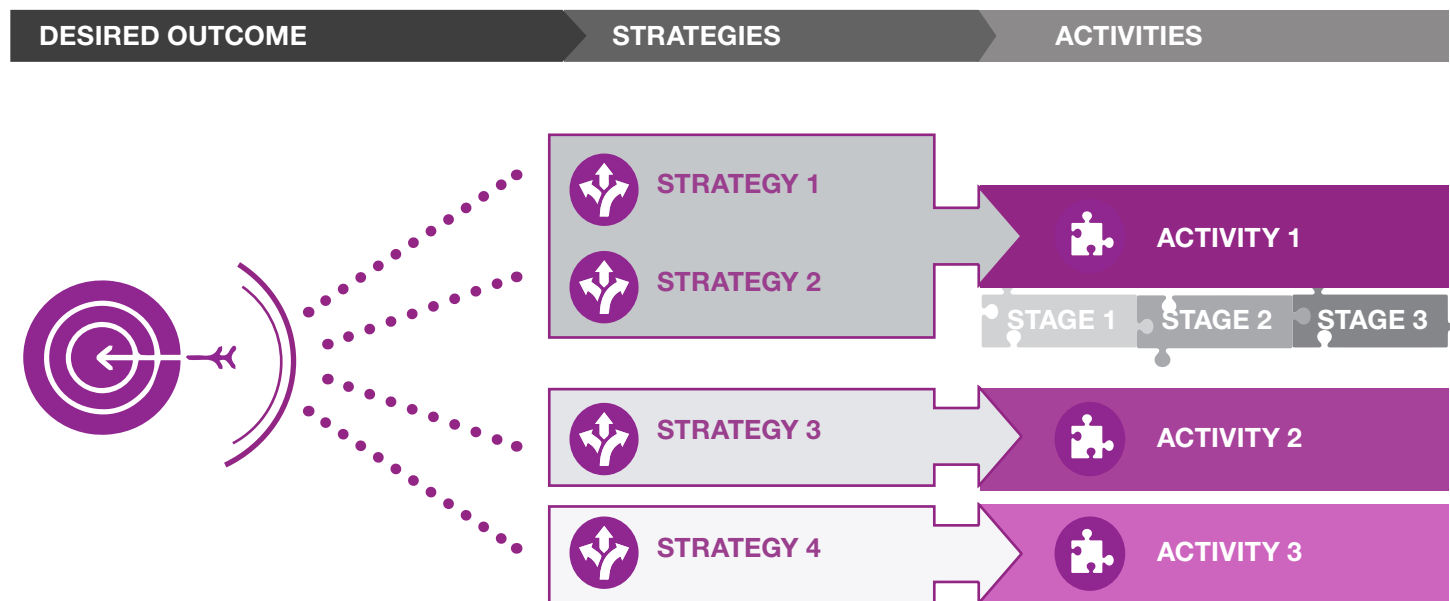 DESIRED OUTCOME
STRATEGIES
ACTIVITIES
STRATEGY 1
STRATEGY 2
ACTIVITY 1
STAGE 1
STAGE 2
STAGE 3
STRATEGY 3
ACTIVITY 2
STRATEGY 4
ACTIVITY 3